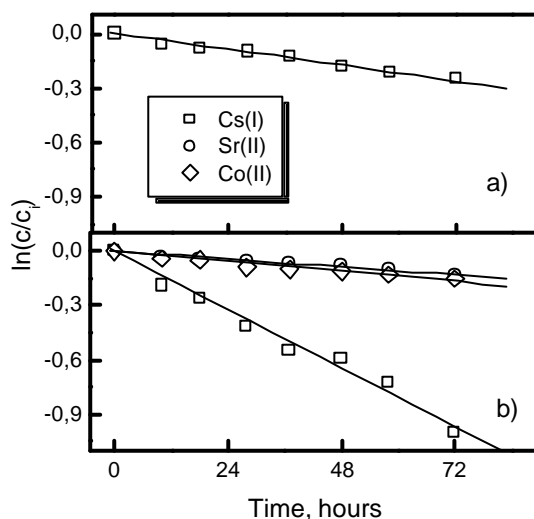 0,0
-0,3
-0,6
-0,9
Cs(I)
Sr(II)
Co(II)
a)
ln(c/c_i)
0,0
-0,3
-0,6
-0,9
b)
0 24 48 72
Time, hours